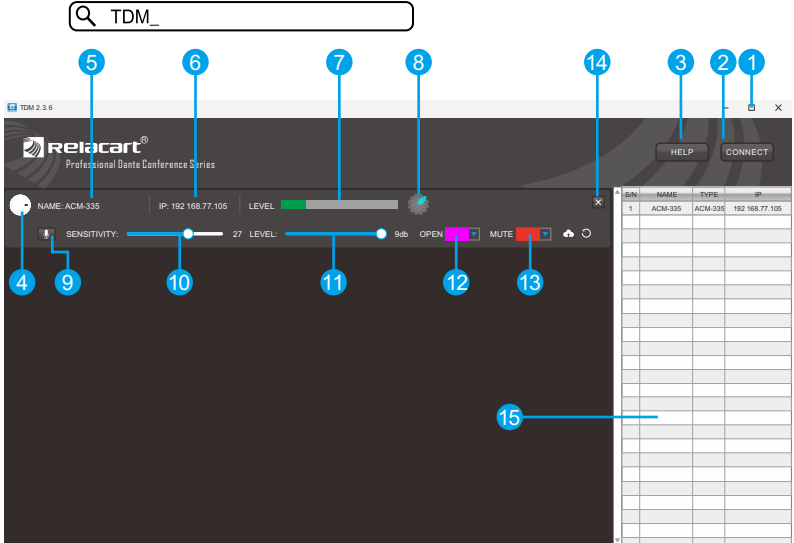 TDM_
5 6 7 8 14 3 2 1
TDM 2.3.6
Relacart®
Professional Dante Conference Series
HELP CONNECT
NAME: ACM-335 IP: 192 168.77.105 LEVEL
SENSITIVITY: 27 LEVEL: 9db OPEN MUTE
4 9 10 11 12 13
15
S/N NAME TYPE IP
1 ACM-335 ACM-335 192 168.77.105